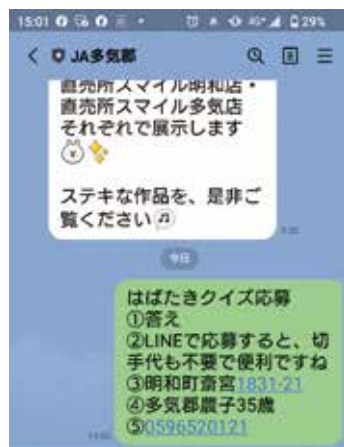 15:01
29%
JA多気郡
直売所スマイル明和店・
直売所スマイル多気店
それぞれで展示します
ステキな作品を、是非ご
覧ください
今日
はばたきクイズ応募
①答え
②LINEで応募すると、切
手代も不要で便利ですね
③明和町斎宮1831-21
④多気郡農子35歳
⑤0596520121